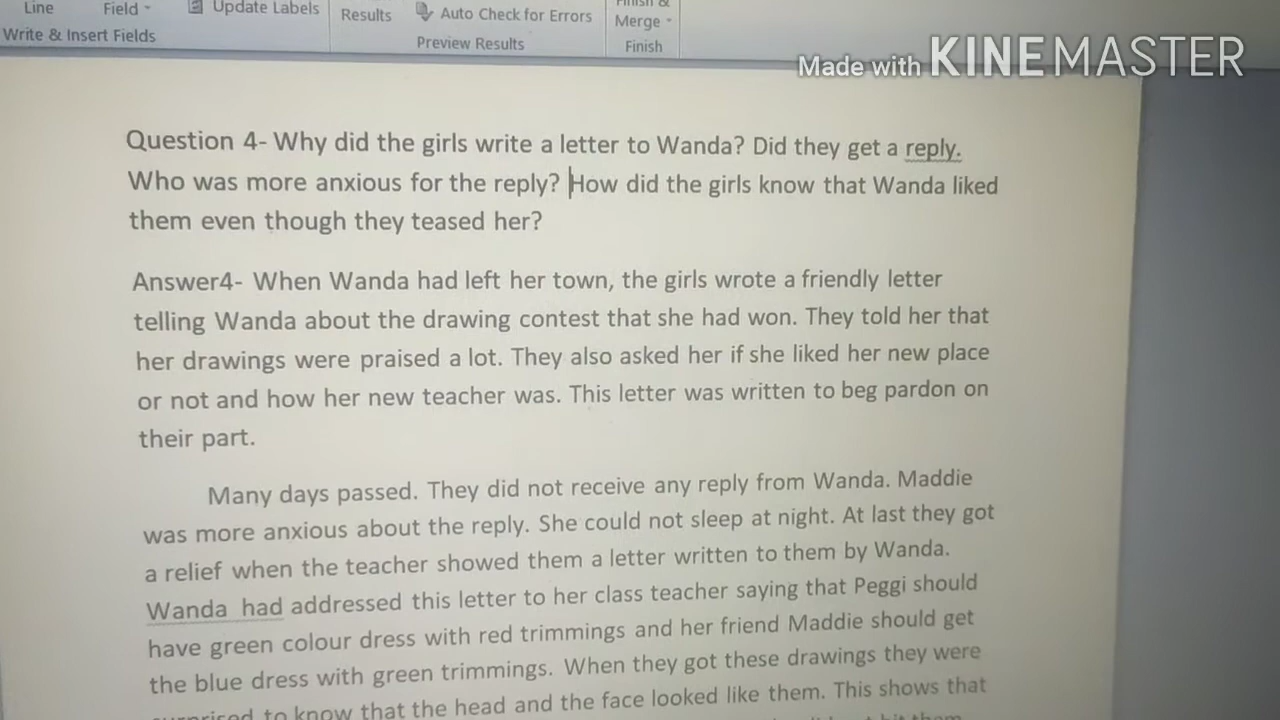 Line
Field
Update Labels
Results
Auto Check for Errors
Finish &
Merge
Write & Insert Fields
Preview Results
Finish
Made with KINEMASTER
Question 4- Why did the girls write a letter to Wanda? Did they get a reply.
Who was more anxious for the reply? How did the girls know that Wanda liked
them even though they teased her?
Answer4- When Wanda had left her town, the girls wrote a friendly letter
telling Wanda about the drawing contest that she had won. They told her that
her drawings were praised a lot. They also asked her if she liked her new place
or not and how her new teacher was. This letter was written to beg pardon on
their part.
Many days passed. They did not receive any reply from Wanda. Maddie
was more anxious about the reply. She could not sleep at night. At last they got
a relief when the teacher showed them a letter written to them by Wanda.
Wanda had addressed this letter to her class teacher saying that Peggi should
have green colour dress with red trimmings and her friend Maddie should get
the blue dress with green trimmings. When they got these drawings they were
surprised to know that the head and the face looked like them. This shows that